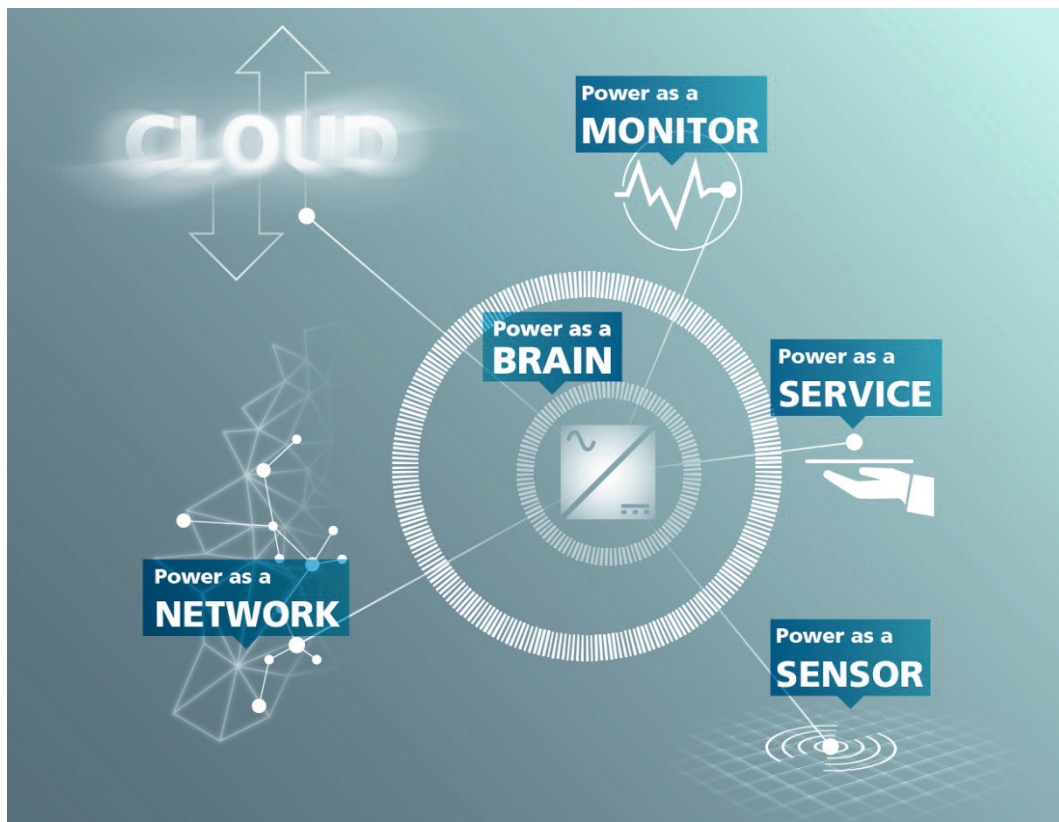 CLOUD
Power as a
MONITOR
Power as a
BRAIN
Power as a
SERVICE
Power as a
NETWORK
Power as a
SENSOR